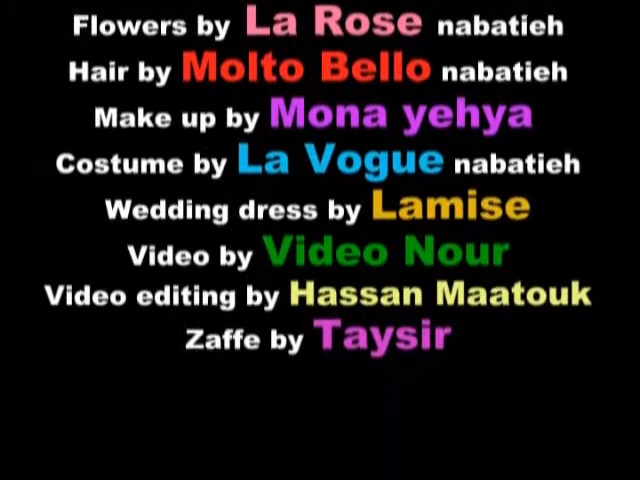 Flowers by La Rose nabatieh
Hair by Molto Bello nabatieh
Make up by Mona yehya
Costume by La Vogue nabatieh
Wedding dress by Lamise
Video by Video Nour
Video editing by Hassan Maatouk
Zaffe by Taysir